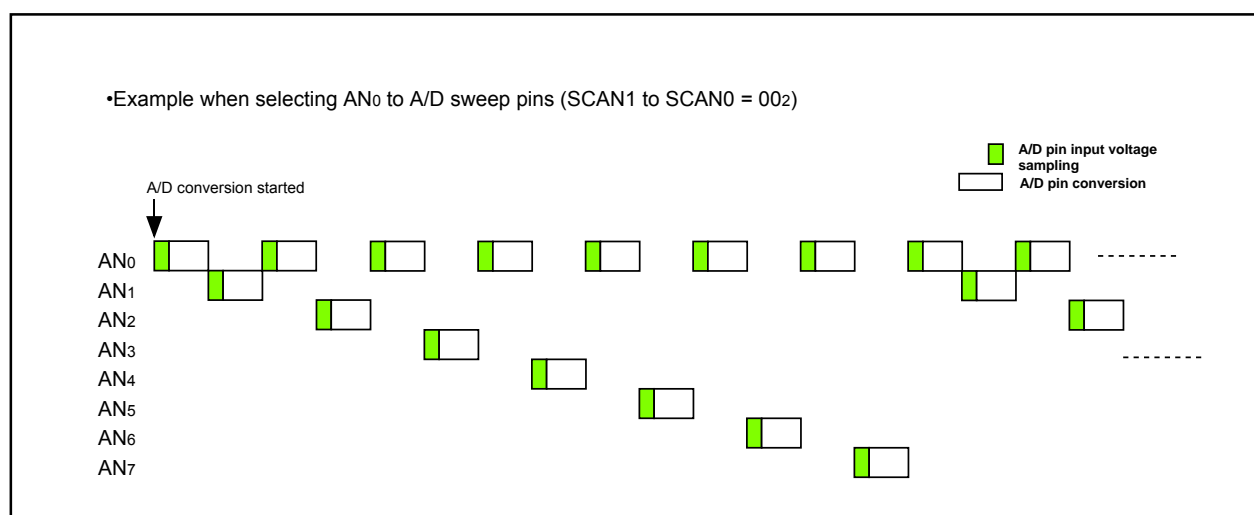 •Example when selecting AN0 to A/D sweep pins (SCAN1 to SCAN0 = 002)
A/D pin input voltage
sampling
A/D pin conversion
A/D conversion started
AN0
AN1
AN2
AN3
AN4
AN5
AN6
AN7